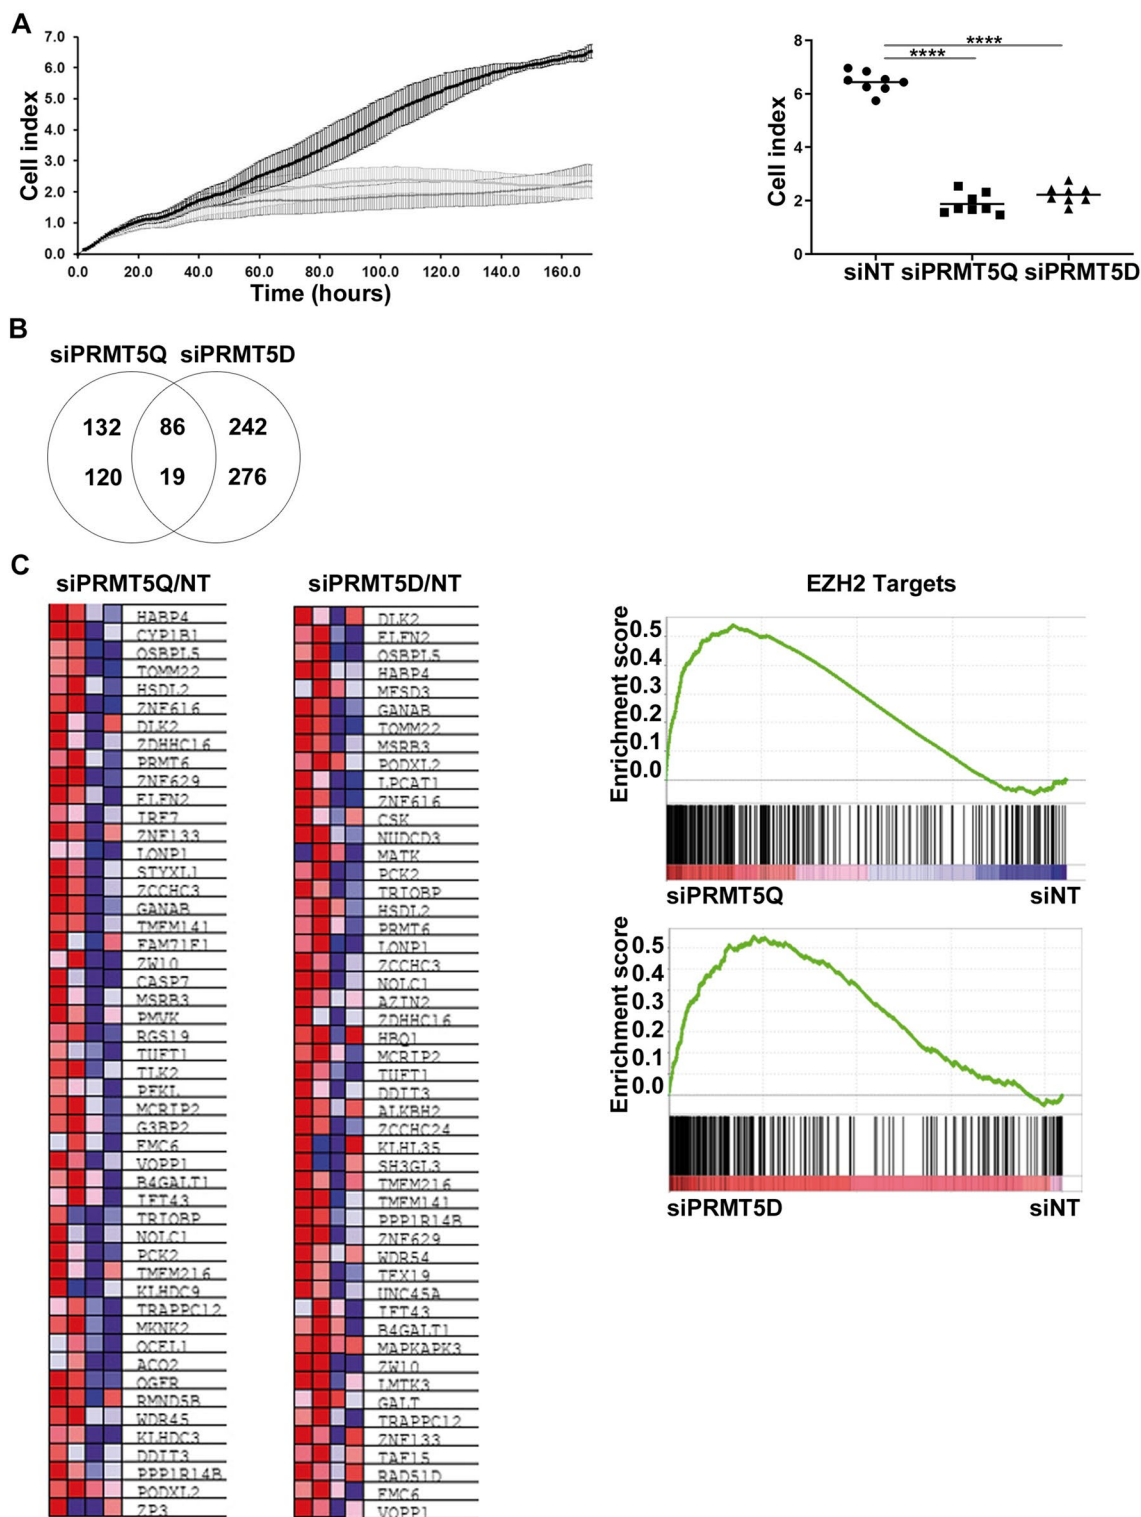 A
7.0
6.0
5.0
4.0
3.0
2.0
1.0
0.0
Cell index
0.0 20.0 40.0 60.0 80.0 100.0 120.0 140.0 160.0
Time (hours)
8
6
4
2
0
Cell index
****
****
siNT siPRMT5Q siPRMT5D
B
siPRMT5Q siPRMT5D
132 86 242
120 19 276
C
siPRMT5Q/NT
HABP4
CYP1B1
OSBPL5
TOMM22
HSDL2
ZNF616
DLK2
ZDHHC16
PRMT6
ZNF629
ELFN2
IRF7
ZNF133
LONP1
STYXL1
ZCCHC3
GANAB
TMEM141
FAM71E1
ZW10
CASP7
MSRB3
PMVK
RGS19
TUFT1
TLK2
PFKL
MCRIP2
G3BP2
EMC6
VOPP1
B4GALT1
IFT43
TRIOBP
NOLC1
PCK2
TMEM216
KLHDC9
TRAPPC12
MKNK2
OCEL1
ACO2
OGFR
RMND5B
WDR45
KLHDC3
DDIT3
PPP1R14B
PODXL2
ZP3
siPRMT5D/NT
DLK2
ELFN2
OSBPL5
HABP4
MFSD3
GANAB
TOMM22
MSRB3
PODXL2
LPCAT1
ZNF616
CSK
NUDCD3
MATK
PCK2
TRIOBP
HSDL2
PRMT6
LONP1
ZCCHC3
NOLC1
AZIN2
ZDHHC16
HBQ1
MCRIP2
TUFT1
DDIT3
ALKBH2
ZCCHC24
KLHL35
SH3GL3
TMEM216
TMEM141
PPP1R14B
ZNF629
WDR54
TEX19
UNC45A
IFT43
B4GALT1
MAPKAPK3
ZW10
LMTK3
GALT
TRAPPC12
ZNF133
TAF15
RAD51D
EMC6
VOPP1
EZH2 Targets
0.5
0.4
0.3
0.2
0.1
0.0
Enrichment score
siPRMT5Q siNT
0.5
0.4
0.3
0.2
0.1
0.0
Enrichment score
siPRMT5D siNT